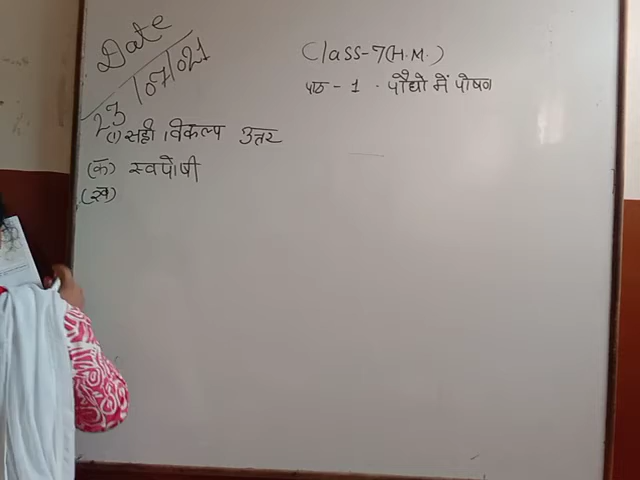 Date
23/07/021
Class-7(H.M.)
पाठ - 1 . पौधो में पोषण
(1) सही विकल्प उत्तर
(क) स्वपोषी
(ख)